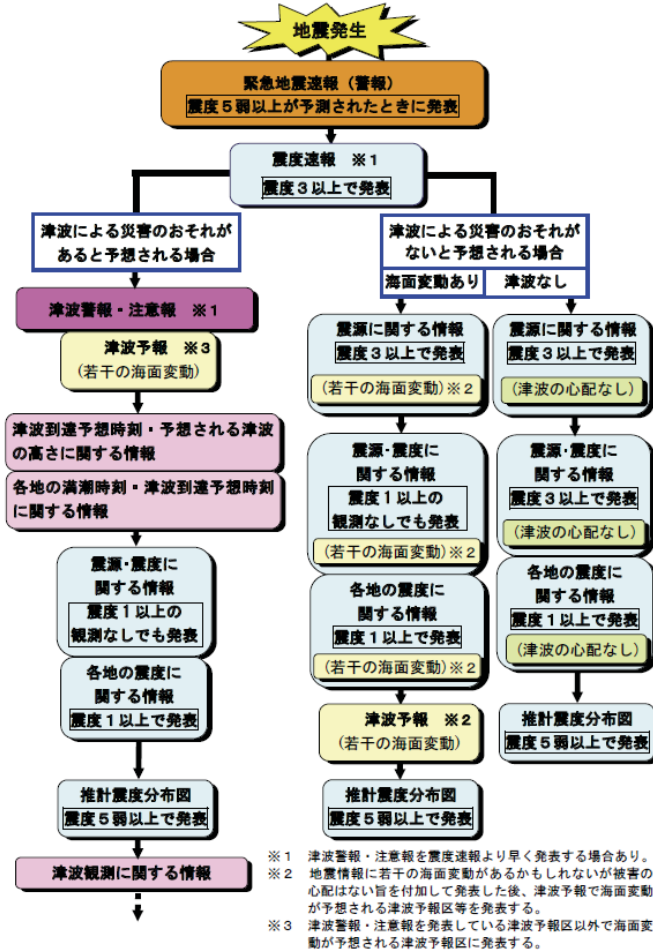 地震発生
緊急地震速報（警報）
震度５弱以上が予測されたときに発表
震度速報　※１
震度３以上で発表
津波による災害のおそれが
あると予想される場合
津波警報・注意報　※１
津波予報　※３
(若干の海面変動)
津波到達予想時刻・予想される津波
の高さに関する情報
各地の満潮時刻・津波到達予想時刻
に関する情報
震源･震度に
関する情報
震度１以上の
観測なしでも発表
各地の震度に
関する情報
震度１以上で発表
推計震度分布図
震度５弱以上で発表
津波観測に関する情報
津波による災害のおそれが
ないと予想される場合
海面変動あり
津波なし
震源に関する情報
震度３以上で発表
(若干の海面変動)※２
震源･震度に
関する情報
震度１以上の
観測なしでも発表
(若干の海面変動)※２
各地の震度に
関する情報
震度１以上で発表
(若干の海面変動)※２
津波予報　※２
(若干の海面変動)
推計震度分布図
震度５弱以上で発表
震源に関する情報
震度３以上で発表
(津波の心配なし)
震源･震度に
関する情報
震度３以上で発表
(津波の心配なし)
各地の震度に
関する情報
震度１以上で発表
(津波の心配なし)
推計震度分布図
震度５弱以上で発表
※１　津波警報・注意報を震度速報より早く発表する場合あり。
※２　地震情報に若干の海面変動があるかもしれないが被害の
心配はない旨を付加して発表した後、津波予報で海面変動
が予想される津波予報区等を発表する。
※３　津波警報・注意報を発表している津波予報区以外で海面変
動が予想される津波予報区に発表する。